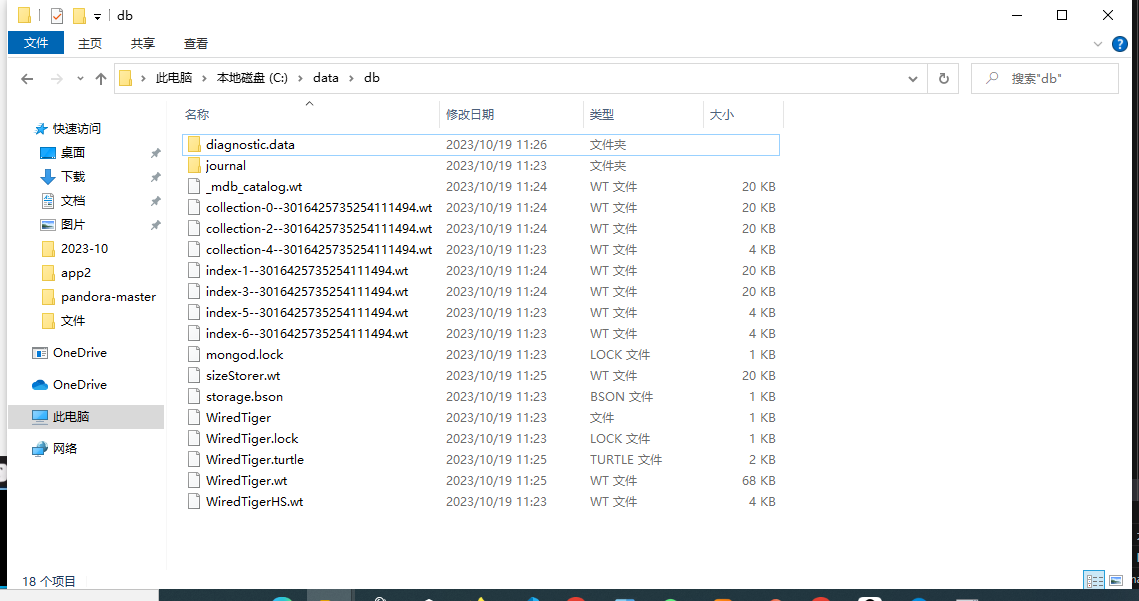 db
文件 主页 共享 查看
此电脑 本地磁盘 (C:) data db 搜索"db"
名称 修改日期 类型 大小
快速访问
桌面
下载
文档
图片
2023-10
app2
pandora-master
文件
OneDrive
OneDrive
此电脑
网络
diagnostic.data 2023/10/19 11:26 文件夹
journal 2023/10/19 11:23 文件夹
_mdb_catalog.wt 2023/10/19 11:24 WT 文件 20 KB
collection-0--3016425735254111494.wt 2023/10/19 11:24 WT 文件 20 KB
collection-2--3016425735254111494.wt 2023/10/19 11:24 WT 文件 20 KB
collection-4--3016425735254111494.wt 2023/10/19 11:23 WT 文件 4 KB
index-1--3016425735254111494.wt 2023/10/19 11:24 WT 文件 20 KB
index-3--3016425735254111494.wt 2023/10/19 11:24 WT 文件 20 KB
index-5--3016425735254111494.wt 2023/10/19 11:23 WT 文件 4 KB
index-6--3016425735254111494.wt 2023/10/19 11:23 WT 文件 4 KB
mongod.lock 2023/10/19 11:23 LOCK 文件 1 KB
sizeStorer.wt 2023/10/19 11:25 WT 文件 20 KB
storage.bson 2023/10/19 11:23 BSON 文件 1 KB
WiredTiger 2023/10/19 11:23 文件 1 KB
WiredTiger.lock 2023/10/19 11:23 LOCK 文件 1 KB
WiredTiger.turtle 2023/10/19 11:25 TURTLE 文件 2 KB
WiredTiger.wt 2023/10/19 11:25 WT 文件 68 KB
WiredTigerHS.wt 2023/10/19 11:23 WT 文件 4 KB
18 个项目